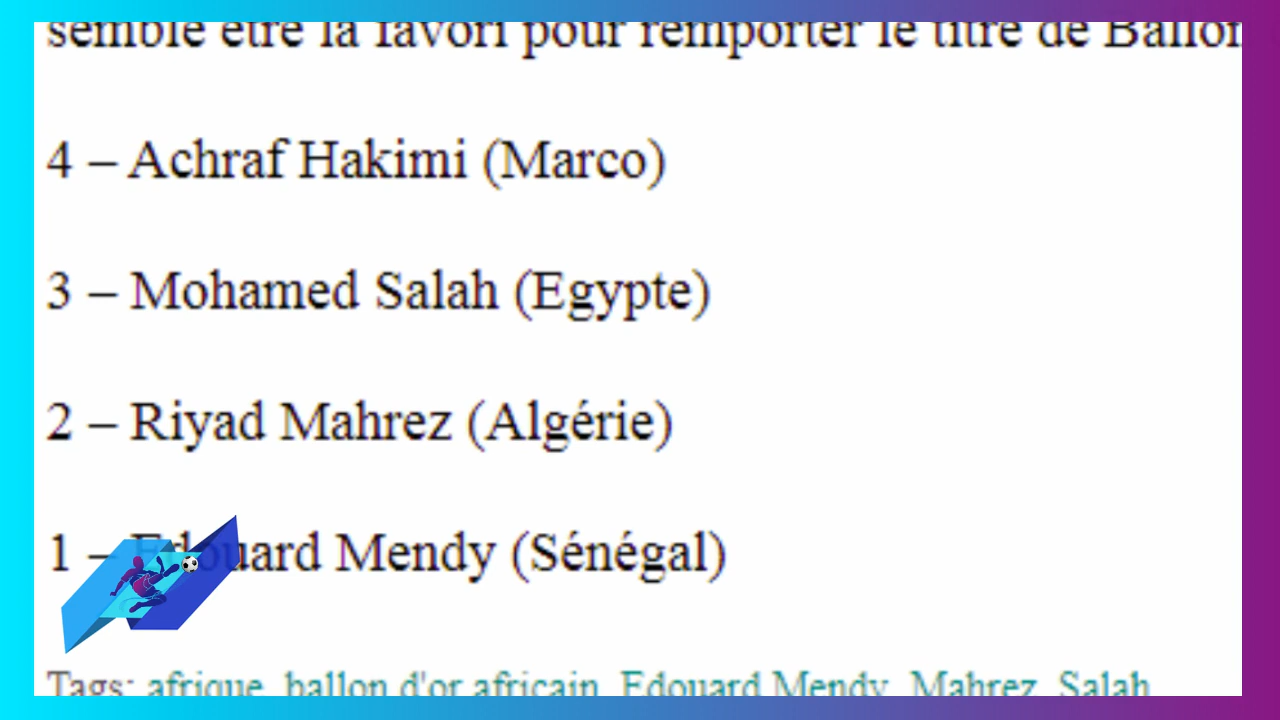 semble être la favori pour remporter le titre de Ballon
4 – Achraf Hakimi (Marco)
3 – Mohamed Salah (Egypte)
2 – Riyad Mahrez (Algérie)
1 – Edouard Mendy (Sénégal)
Tags: afrique, ballon d'or africain, Edouard Mendy, Mahrez, Salah